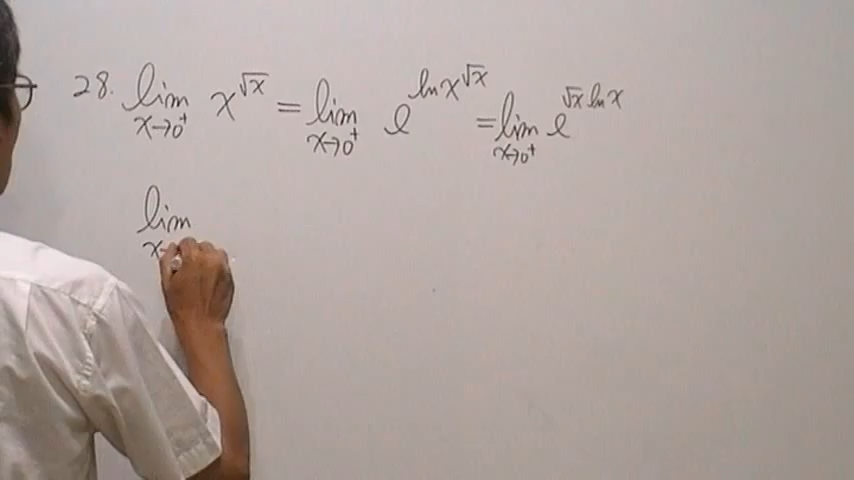 28. lim x→0⁺ x^√x = lim x→0⁺ e^ln x^√x = lim x→0⁺ e^√x ln x
lim x→